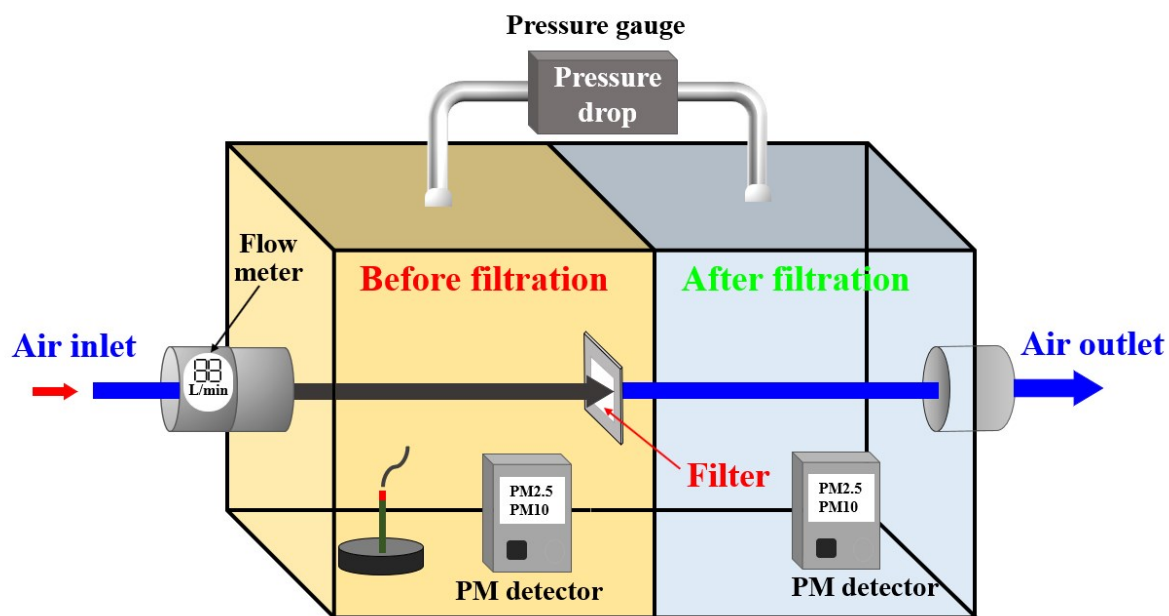 Pressure gauge
Pressure
drop
Flow
meter
Before filtration
After filtration
Air inlet
88
L/min
Air outlet
Filter
PM2.5
PM10
PM2.5
PM10
PM detector
PM detector